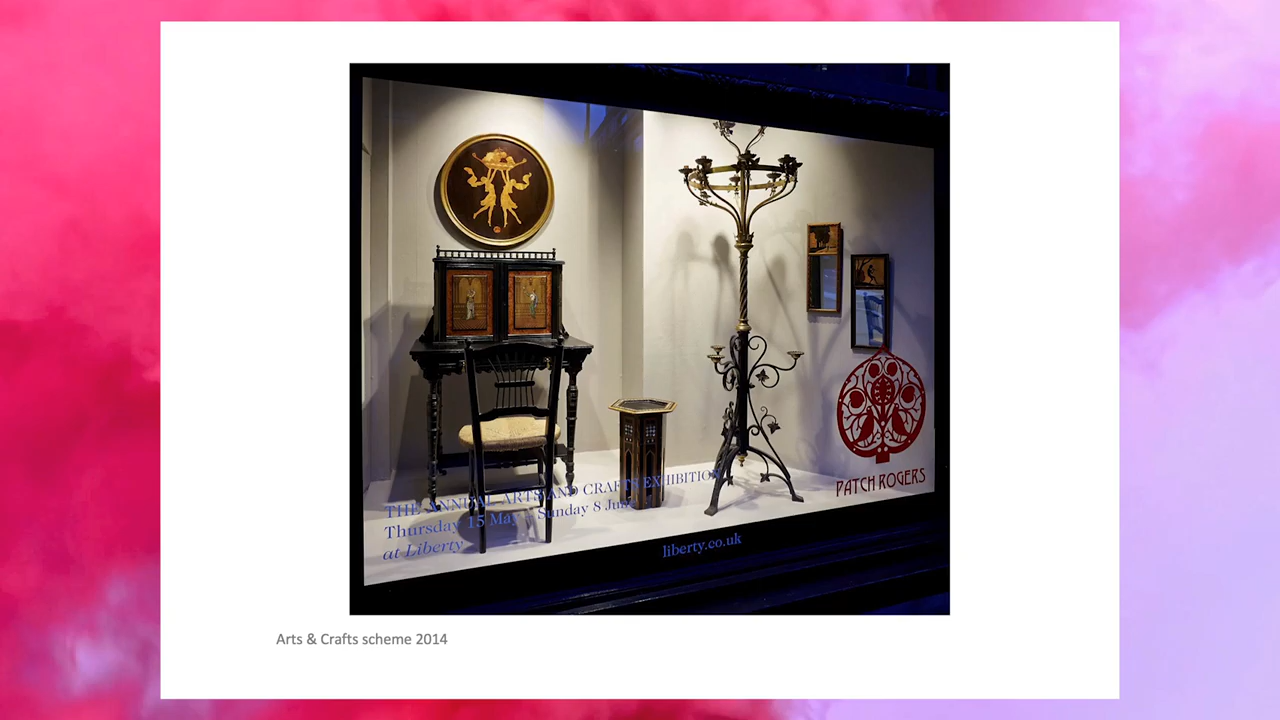 THE ANNUAL ARTS AND CRAFTS EXHIBITION
Thursday 15 May - Sunday 8 June
at Liberty
liberty.co.uk
PATCH ROGERS
Arts & Crafts scheme 2014